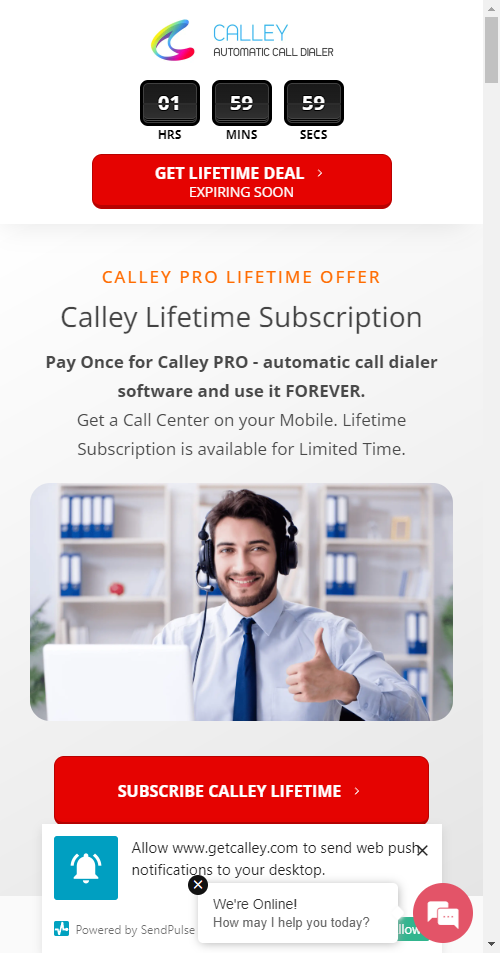 CALLEY
AUTOMATIC CALL DIALER
01 59 59
HRS MINS SECS
GET LIFETIME DEAL
EXPIRING SOON
CALLEY PRO LIFETIME OFFER
Calley Lifetime Subscription
Pay Once for Calley PRO - automatic call dialer
software and use it FOREVER.
Get a Call Center on your Mobile. Lifetime
Subscription is available for Limited Time.
SUBSCRIBE CALLEY LIFETIME
Allow www.getcalley.com to send web push
notifications to your desktop.
We're Online!
How may I help you today?
Powered by SendPulse